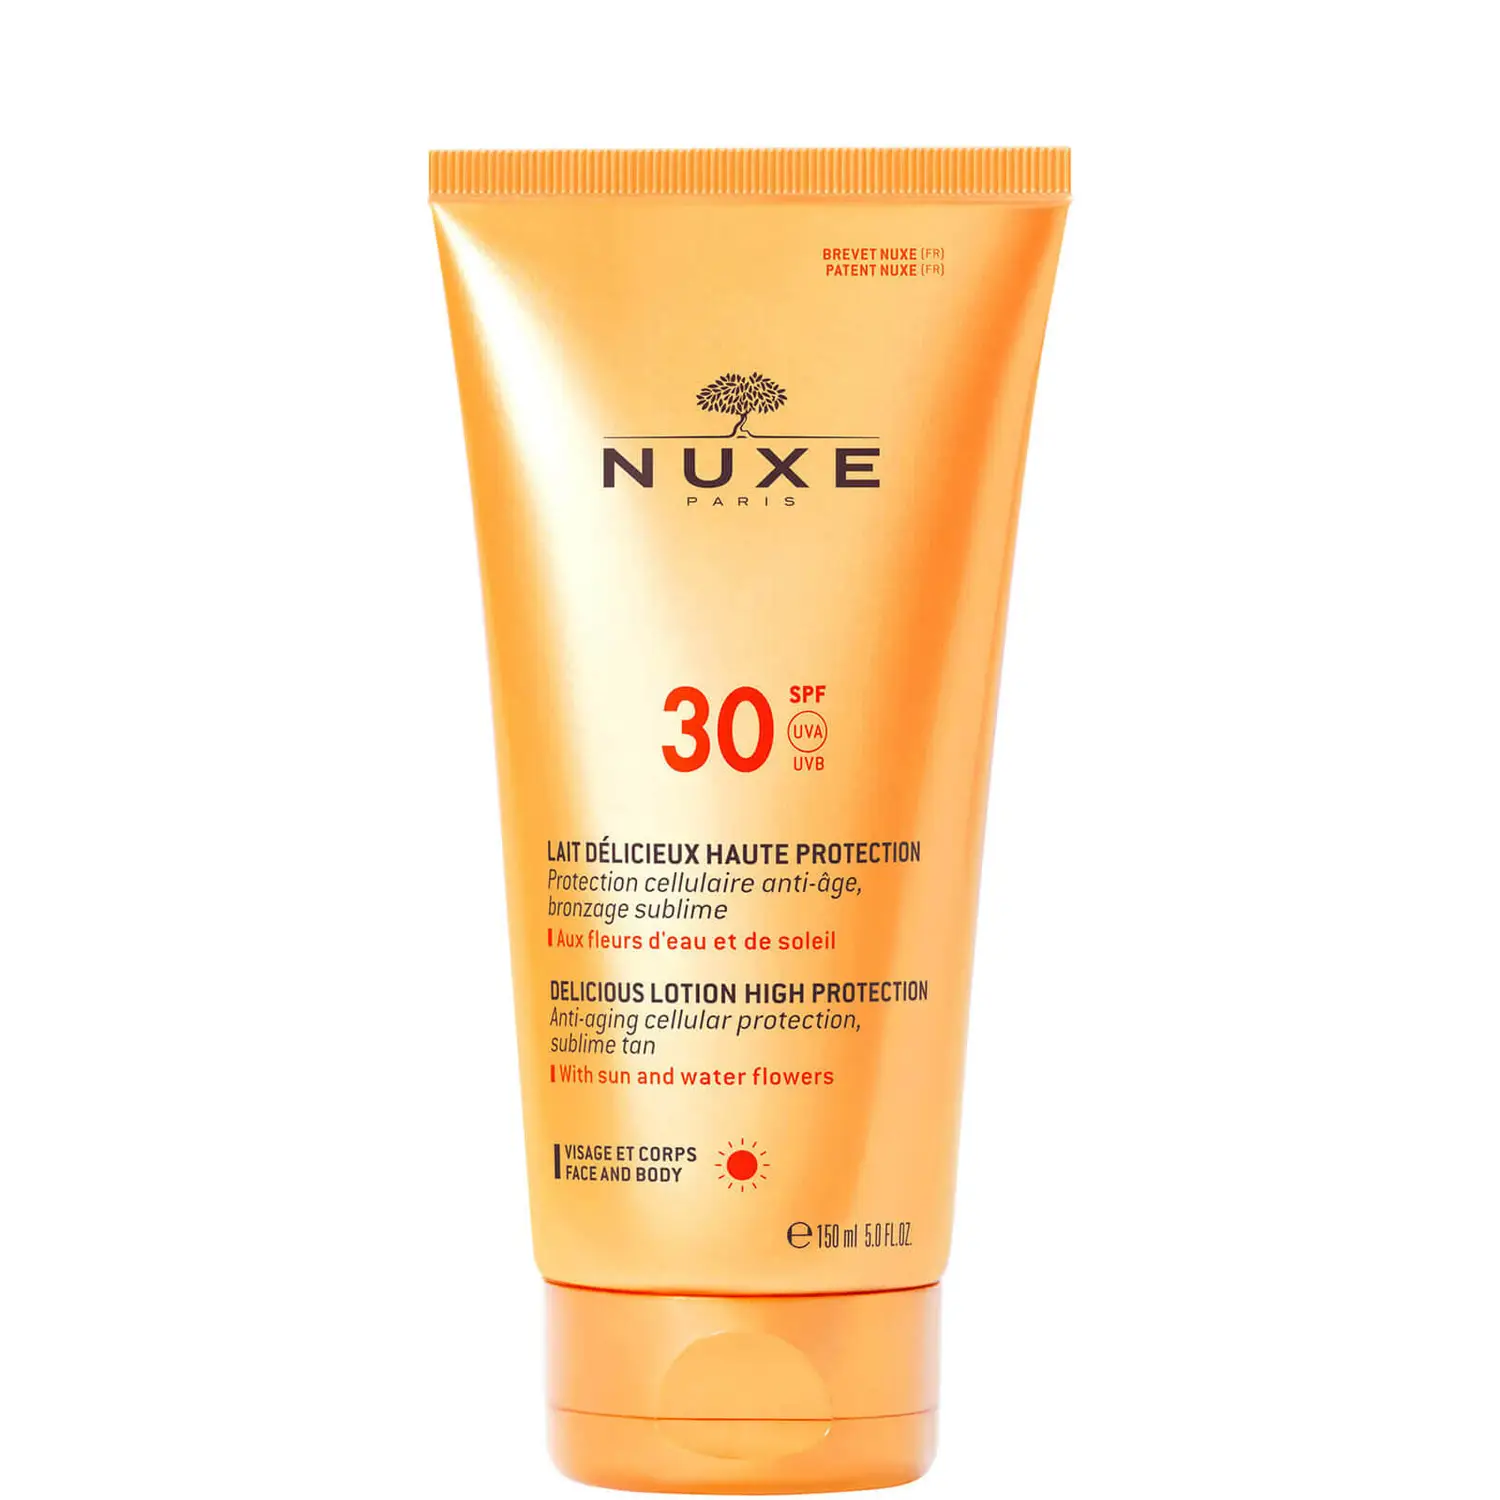 BREVET NUXE (FR)
PATENT NUXE (FR)
NUXE
PARIS
30 SPF
UVA
UVB
LAIT DÉLICIEUX HAUTE PROTECTION
Protection cellulaire anti-âge,
bronzage sublime
Aux fleurs d'eau et de soleil
DELICIOUS LOTION HIGH PROTECTION
Anti-aging cellular protection,
sublime tan
With sun and water flowers
VISAGE ET CORPS
FACE AND BODY
℮ 150 ml 5.0 FL.OZ.